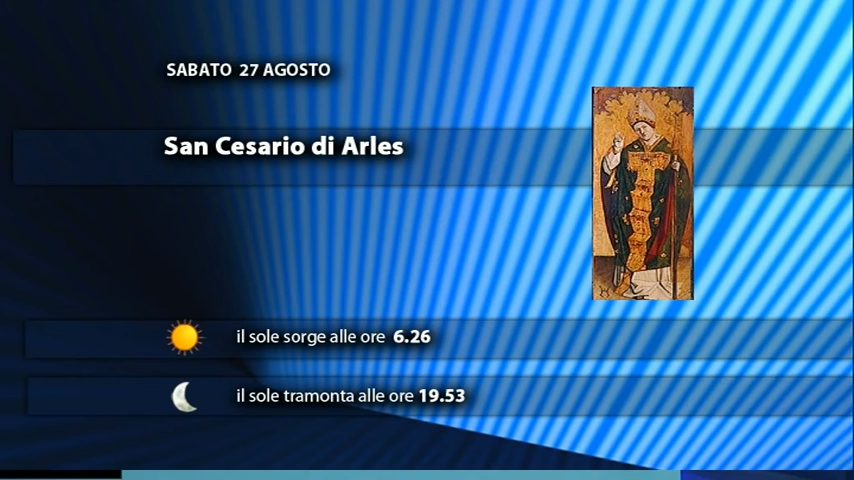 SABATO 27 AGOSTO
San Cesario di Arles
il sole sorge alle ore 6.26
il sole tramonta alle ore 19.53